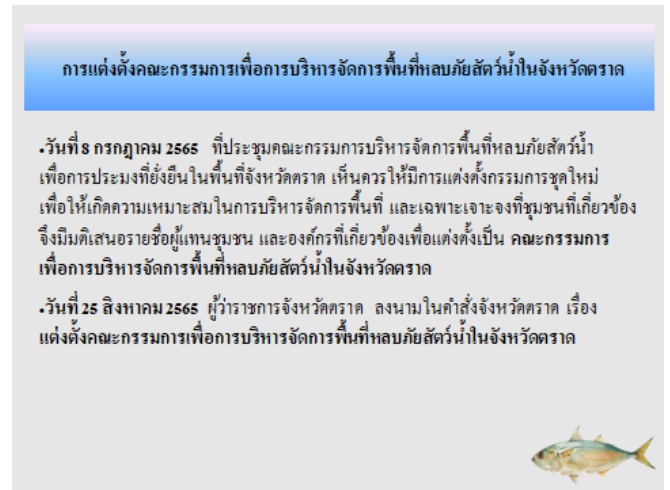 การแต่งตั้งคณะกรรมการเพื่อการบริหารจัดการพื้นที่หลบภัยสัตว์น้ำในจังหวัดตราด
•วันที่ 8 กรกฎาคม 2565 ที่ประชุมคณะกรรมการบริหารจัดการพื้นที่หลบภัยสัตว์น้ำ
เพื่อการประมงที่ยั่งยืนในพื้นที่จังหวัดตราด เห็นควรให้มีการแต่งตั้งกรรมการชุดใหม่
เพื่อให้เกิดความเหมาะสมในการบริหารจัดการพื้นที่ และเฉพาะเจาะจงที่ชุมชนที่เกี่ยวข้อง
จึงมีมติเสนอรายชื่อผู้แทนชุมชน และองค์กรที่เกี่ยวข้องเพื่อแต่งตั้งเป็น คณะกรรมการ
เพื่อการบริหารจัดการพื้นที่หลบภัยสัตว์น้ำในจังหวัดตราด
•วันที่ 25 สิงหาคม 2565 ผู้ว่าราชการจังหวัดตราด ลงนามในคำสั่งจังหวัดตราด เรื่อง
แต่งตั้งคณะกรรมการเพื่อการบริหารจัดการพื้นที่หลบภัยสัตว์น้ำในจังหวัดตราด